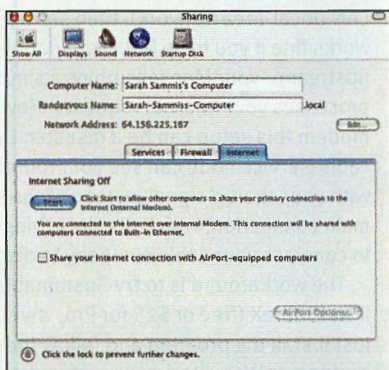 Sharing
Show All Displays Sound Network Startup Disk
Computer Name: Sarah Sammis's Computer
Rendezvous Name: Sarah-Sammiss-Computer .local
Network Address: 64.156.225.167 Edit...
Services Firewall Internet
Internet Sharing Off
Start Click Start to allow other computers to share your primary connection to the
Internet (Internal Modem).
You are connected to the Internet over Internal Modem. This connection will be shared with
computers connected to Built-in Ethernet.
Share your Internet connection with AirPort-equipped computers
AirPort Options...
Click the lock to prevent further changes.